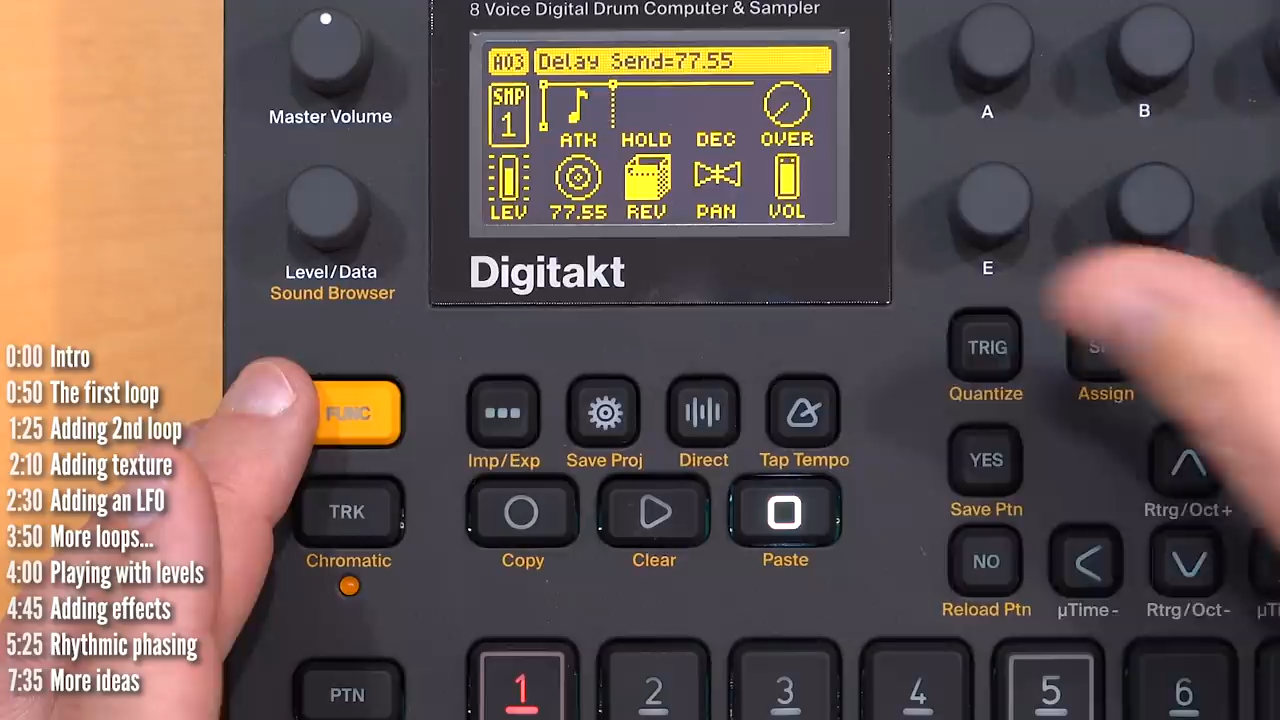 8 Voice Digital Drum Computer & Sampler
A03 Delay Send=77.55
SMP
1
ATK HOLD DEC OVER
LEV 77.55 REV PAN VOL
Digitakt
Master Volume
Level/Data
Sound Browser
A
B
E
0:00 Intro
0:50 The first loop
1:25 Adding 2nd loop
2:10 Adding texture
2:30 Adding an LFO
3:50 More loops...
4:00 Playing with levels
4:45 Adding effects
5:25 Rhythmic phasing
7:35 More ideas
FUNC
TRK
Chromatic
PTN
Imp/Exp
Save Proj
Direct
Tap Tempo
Copy
Clear
Paste
TRIG
Quantize
Assign
YES
Save Ptn
Rtrg/Oct+
NO
Reload Ptn
µTime-
Rtrg/Oct-
1
2
3
4
5
6